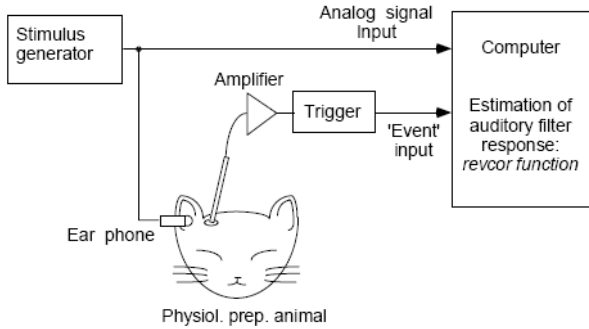 Stimulus
generator
Analog signal
Input
Computer
Estimation of
auditory filter
response:
revcor function
Amplifier
Trigger
'Event'
input
Ear phone
Physiol. prep. animal